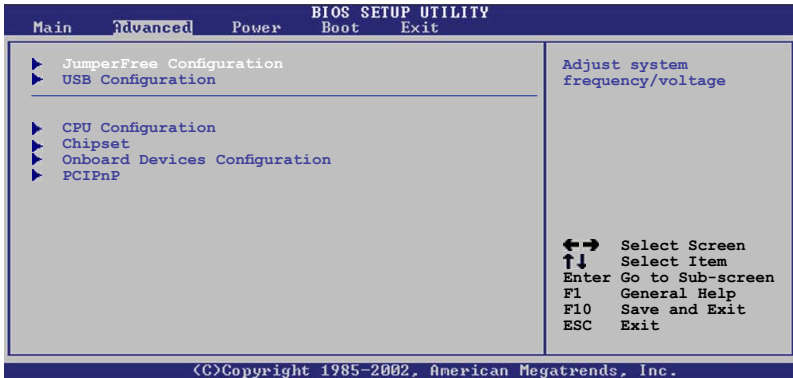 BIOS SETUP UTILITY
Main Advanced Power Boot Exit
JumperFree Configuration
USB Configuration
CPU Configuration
Chipset
Onboard Devices Configuration
PCIPnP
Adjust system
frequency/voltage
←→ Select Screen
↑↓ Select Item
Enter Go to Sub-screen
F1 General Help
F10 Save and Exit
ESC Exit
(C)Copyright 1985-2002, American Megatrends, Inc.